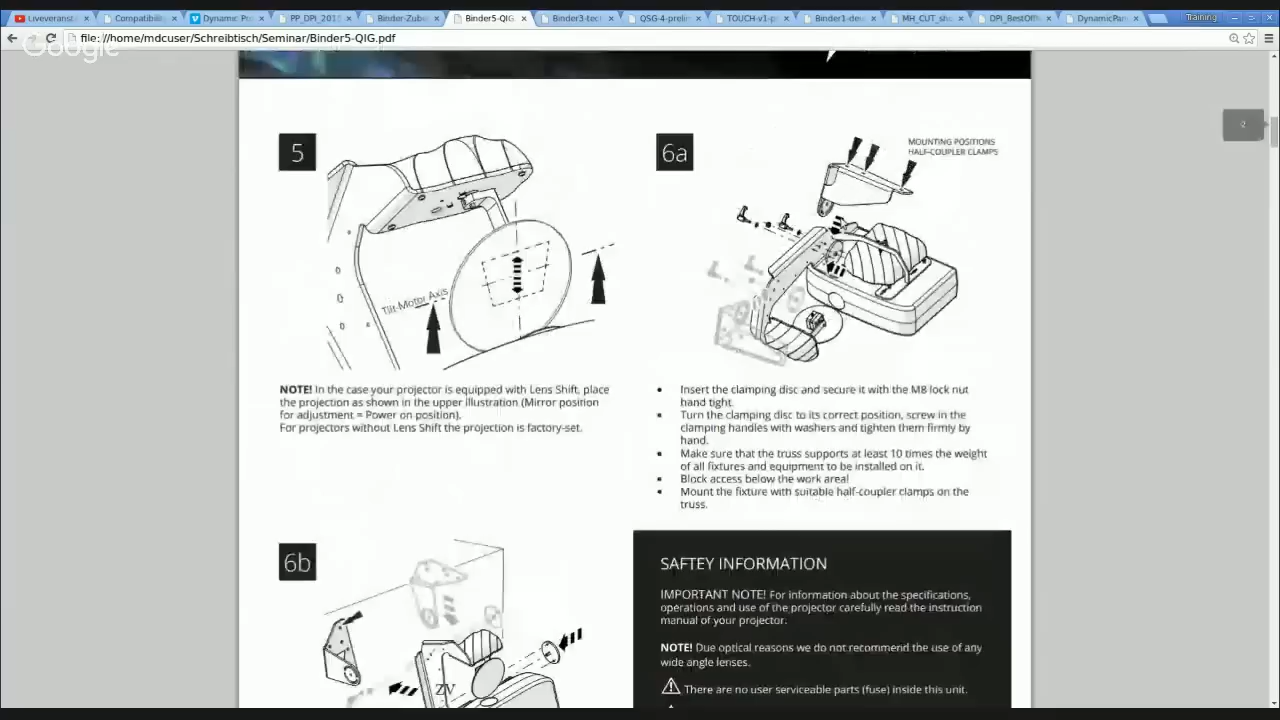 Liveveranst
Compatibili
Dynamic Pro
PP_DPI_201
Binder-Zube
Binder5-QIG.
Binder3-tec
QSG-4-prelim
TOUCH-v1-p
Binder1-deu
MH_CUT_sh
DPI_BestOf
DynamicPan
Training
file:///home/mdcuser/Schreibtisch/Seminar/Binder5-QIG.pdf
Google
2
5
Tilt-Motor Axis
NOTE! In the case your projector is equipped with Lens Shift, place
the projection as shown in the upper illustration (Mirror position
for adjustment = Power on position).
For projectors without Lens Shift the projection is factory-set.
6a
MOUNTING POSITIONS
HALF-COUPLER CLAMPS
• Insert the clamping disc and secure it with the M8 lock nut
hand tight.
• Turn the clamping disc to its correct position, screw in the
clamping handles with washers and tighten them firmly by
hand.
• Make sure that the truss supports at least 10 times the weight
of all fixtures and equipment to be installed on it.
• Block access below the work area!
• Mount the fixture with suitable half-coupler clamps on the
truss.
6b
ZV
SAFTEY INFORMATION
IMPORTANT NOTE! For information about the specifications,
operations and use of the projector carefully read the instruction
manual of your projector.
NOTE! Due optical reasons we do not recommend the use of any
wide angle lenses.
There are no user serviceable parts (fuse) inside this unit.